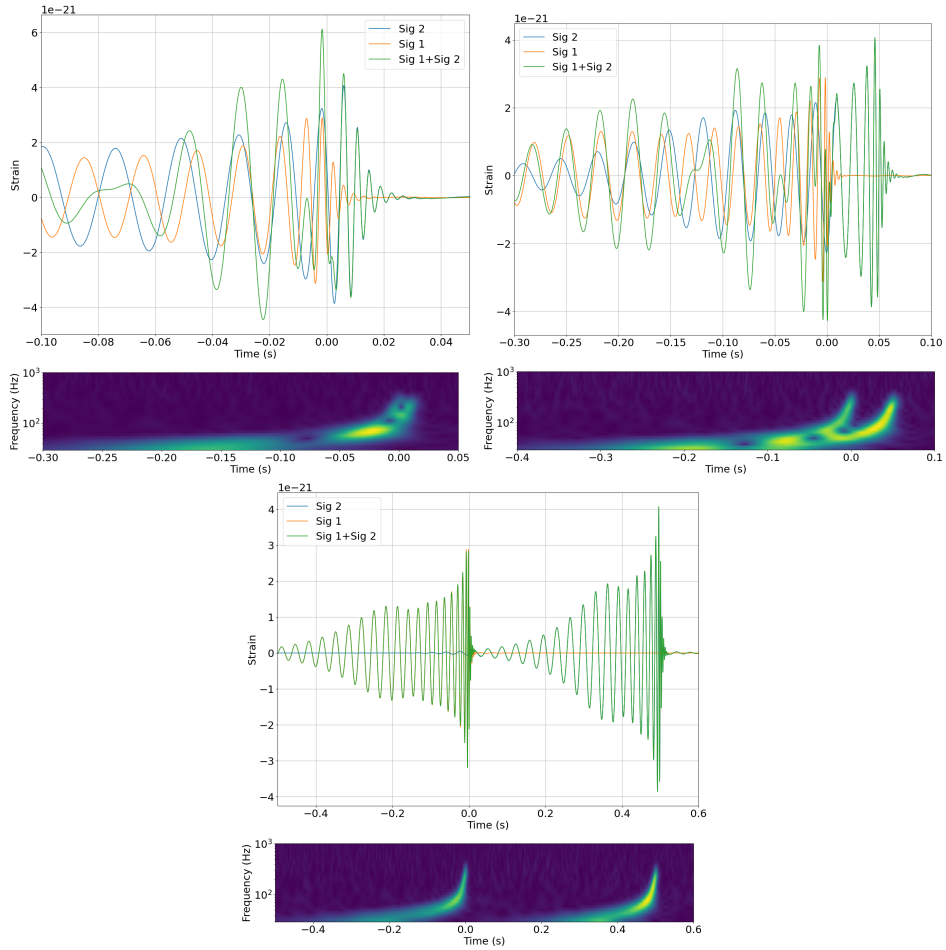 1e−21
Sig 2
Sig 1
Sig 1+Sig 2
Strain
6
4
2
0
−2
−4
−0.10 −0.08 −0.06 −0.04 −0.02 0.00 0.02 0.04
Time (s)
Frequency (Hz)
10³
10²
−0.30 −0.25 −0.20 −0.15 −0.10 −0.05 0.00 0.05
Time (s)
1e−21
Sig 2
Sig 1
Sig 1+Sig 2
Strain
4
2
0
−2
−4
−0.30 −0.25 −0.20 −0.15 −0.10 −0.05 0.00 0.05 0.10
Time (s)
Frequency (Hz)
10³
10²
−0.4 −0.3 −0.2 −0.1 0.0 0.1
Time (s)
1e−21
Sig 2
Sig 1
Sig 1+Sig 2
Strain
4
3
2
1
0
−1
−2
−3
−4
−0.4 −0.2 0.0 0.2 0.4 0.6
Time (s)
Frequency (Hz)
10³
10²
−0.4 −0.2 0.0 0.2 0.4 0.6
Time (s)